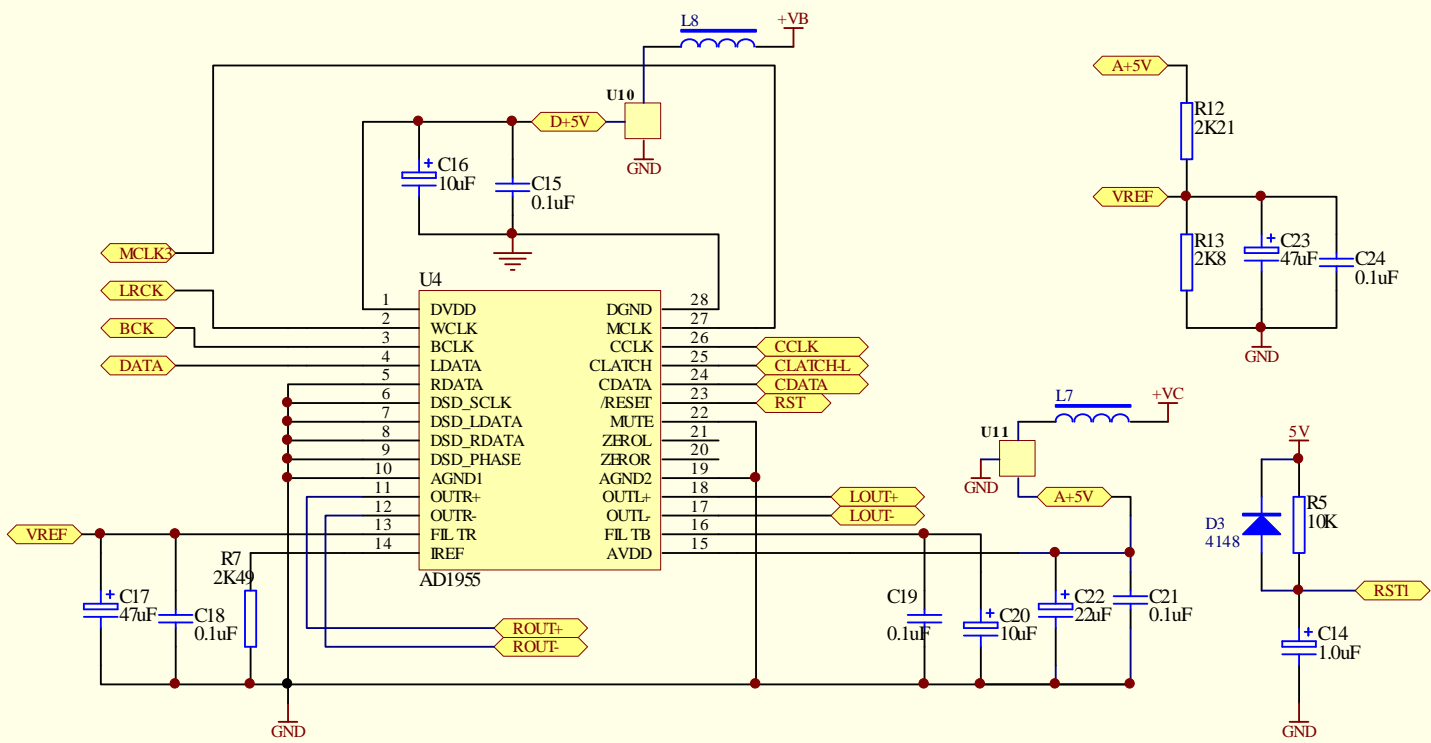 L8
+VB
U10
D+5V
GND
C16
10uF
+
C15
0.1uF
MCLK3
LRCK
BCK
DATA
U4
1
2
3
4
5
6
7
8
9
10
11
12
13
14
DVDD
WCLK
BCLK
LDATA
RDATA
DSD_SCLK
DSD_LDATA
DSD_RDATA
DSD_PHASE
AGND1
OUTR+
OUTR-
FILTR
IREF
DGND
MCLK
CCLK
CLATCH
CDATA
/RESET
MUTE
ZEROL
ZEROR
AGND2
OUTL+
OUTL-
FILTB
AVDD
28
27
26
25
24
23
22
21
20
19
18
17
16
15
AD1955
CCLK
CLATCH-L
CDATA
RST
LOUT+
LOUT-
VREF
R7
2K49
+
C17
47uF
C18
0.1uF
ROUT+
ROUT-
GND
A+5V
R12
2K21
VREF
R13
2K8
+
C23
47uF
C24
0.1uF
GND
L7
+VC
U11
GND
A+5V
C19
0.1uF
+
C20
10uF
+
C22
22uF
C21
0.1uF
5V
D3
4148
R5
10K
RST1
+
C14
1.0uF
GND